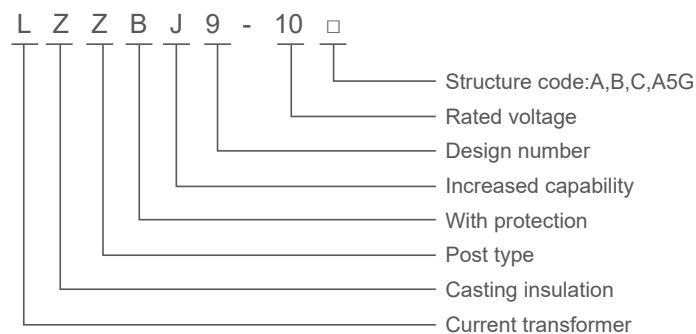 L Z Z B J 9 - 10 □
Structure code:A,B,C,A5G
Rated voltage
Design number
Increased capability
With protection
Post type
Casting insulation
Current transformer